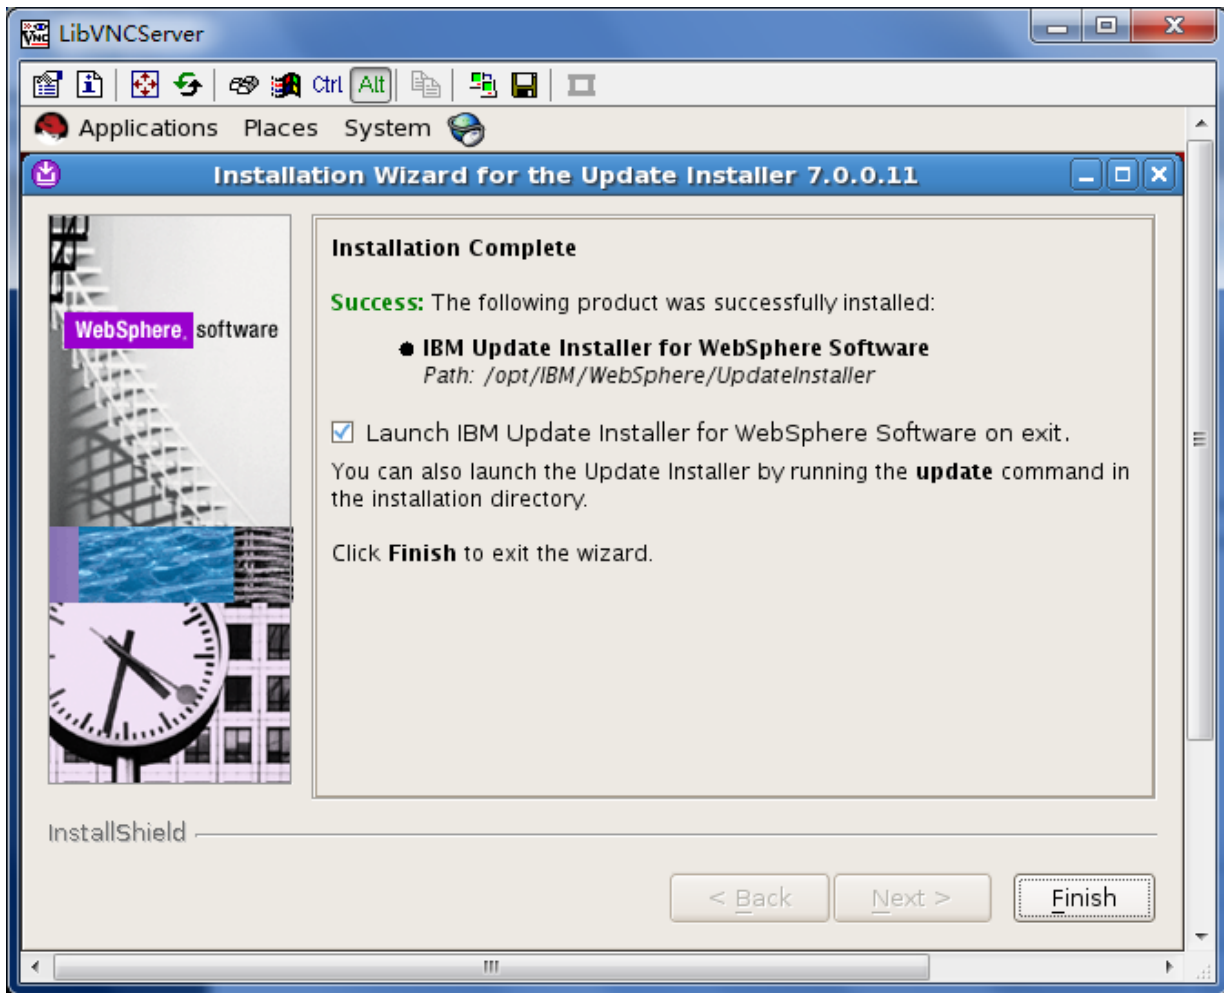 LibVNCServer
Ctrl Alt
Applications Places System
Installation Wizard for the Update Installer 7.0.0.11
WebSphere. software
Installation Complete
Success: The following product was successfully installed:
IBM Update Installer for WebSphere Software
Path: /opt/IBM/WebSphere/UpdateInstaller
Launch IBM Update Installer for WebSphere Software on exit.
You can also launch the Update Installer by running the update command in
the installation directory.
Click Finish to exit the wizard.
InstallShield
< Back Next > Finish